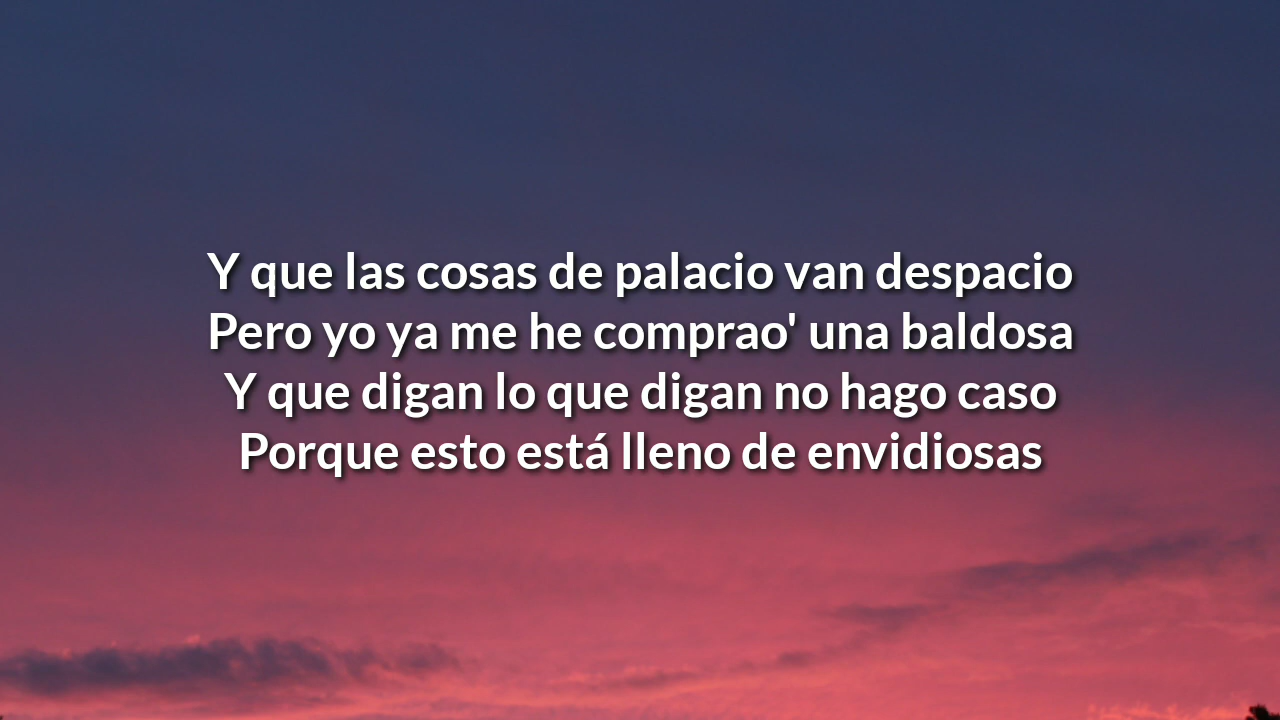 Y que las cosas de palacio van despacio
Pero yo ya me he comprao' una baldosa
Y que digan lo que digan no hago caso
Porque esto está lleno de envidiosas